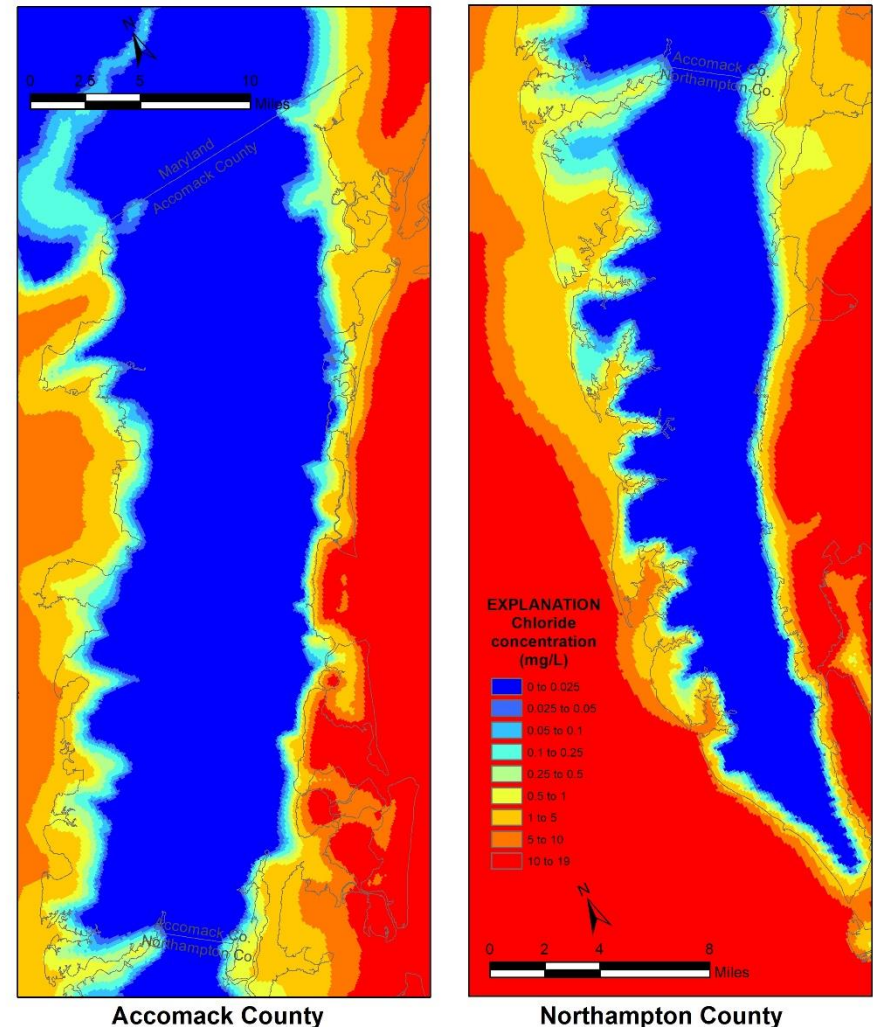 N
0 2.5 5 10
Miles
Maryland
Accomack County
Accomack Co.
Northampton Co.
Accomack County
Accomack Co.
Northampton Co.
EXPLANATION
Chloride
concentration
(mg/L)
0 to 0.025
0.025 to 0.05
0.05 to 0.1
0.1 to 0.25
0.25 to 0.5
0.5 to 1
1 to 5
5 to 10
10 to 19
N
0 2 4 8
Miles
Northampton County